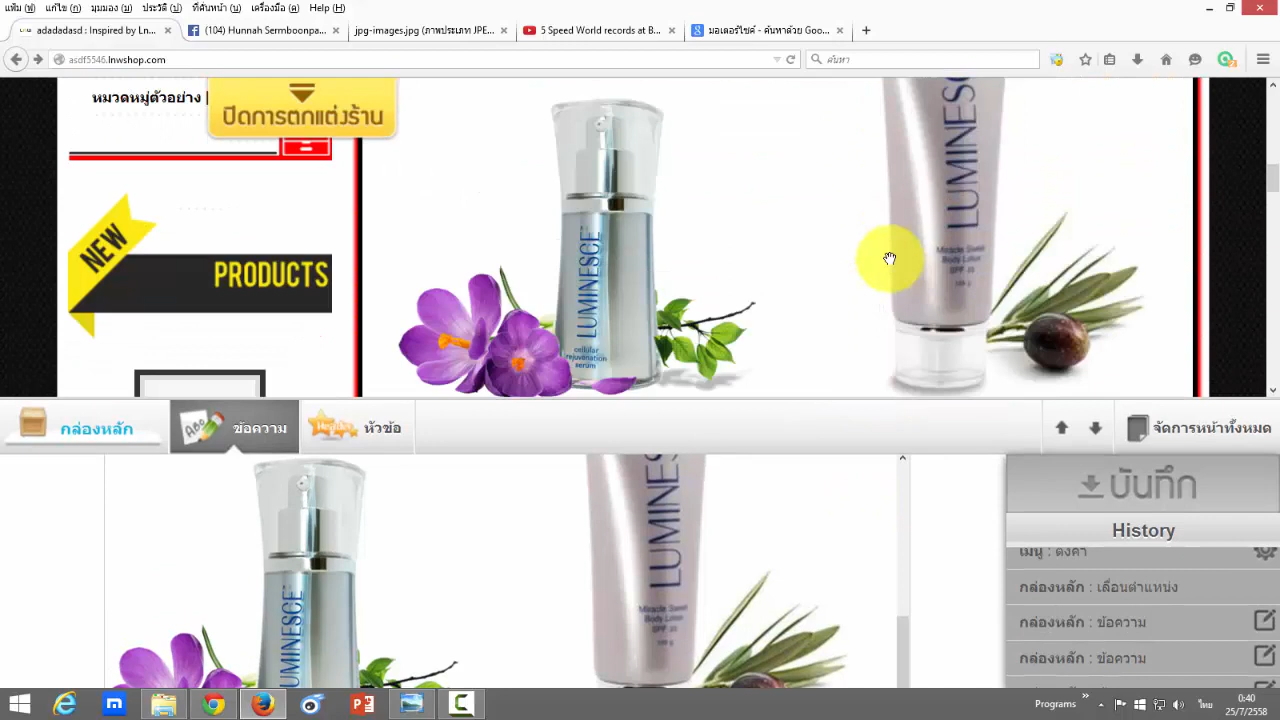 แฟ้ม (ฟ) แก้ไข (ก) มุมมอง (ม) ประวัติ (ป) ที่คั่นหน้า (น) เครื่องมือ (อ) Help (H)
adadadasd : Inspired by Ln...
(104) Hunnah Sermboonpa...
jpg-images.jpg (ภาพประเภท JPE...
5 Speed World records at B...
มอเตอร์ไซค์ - ค้นหาด้วย Goo...
asdf5546.lnwshop.com
ค้นหา
หมวดหมู่ตัวอย่าง
ปิดการตกแต่งร้าน
NEW
PRODUCTS
LUMINESCE
cellular
rejuvenation
serum
LUMINESC
Body Lotion
กล่องหลัก
ข้อความ
Header
หัวข้อ
จัดการหน้าทั้งหมด
UMINESCE
LUMINESC
Body Lotion
บันทึก
History
กล่องหลัก : เลื่อนตำแหน่ง
กล่องหลัก : ข้อความ
กล่องหลัก : ข้อความ
Programs
ไทย
0:40
25/7/2558